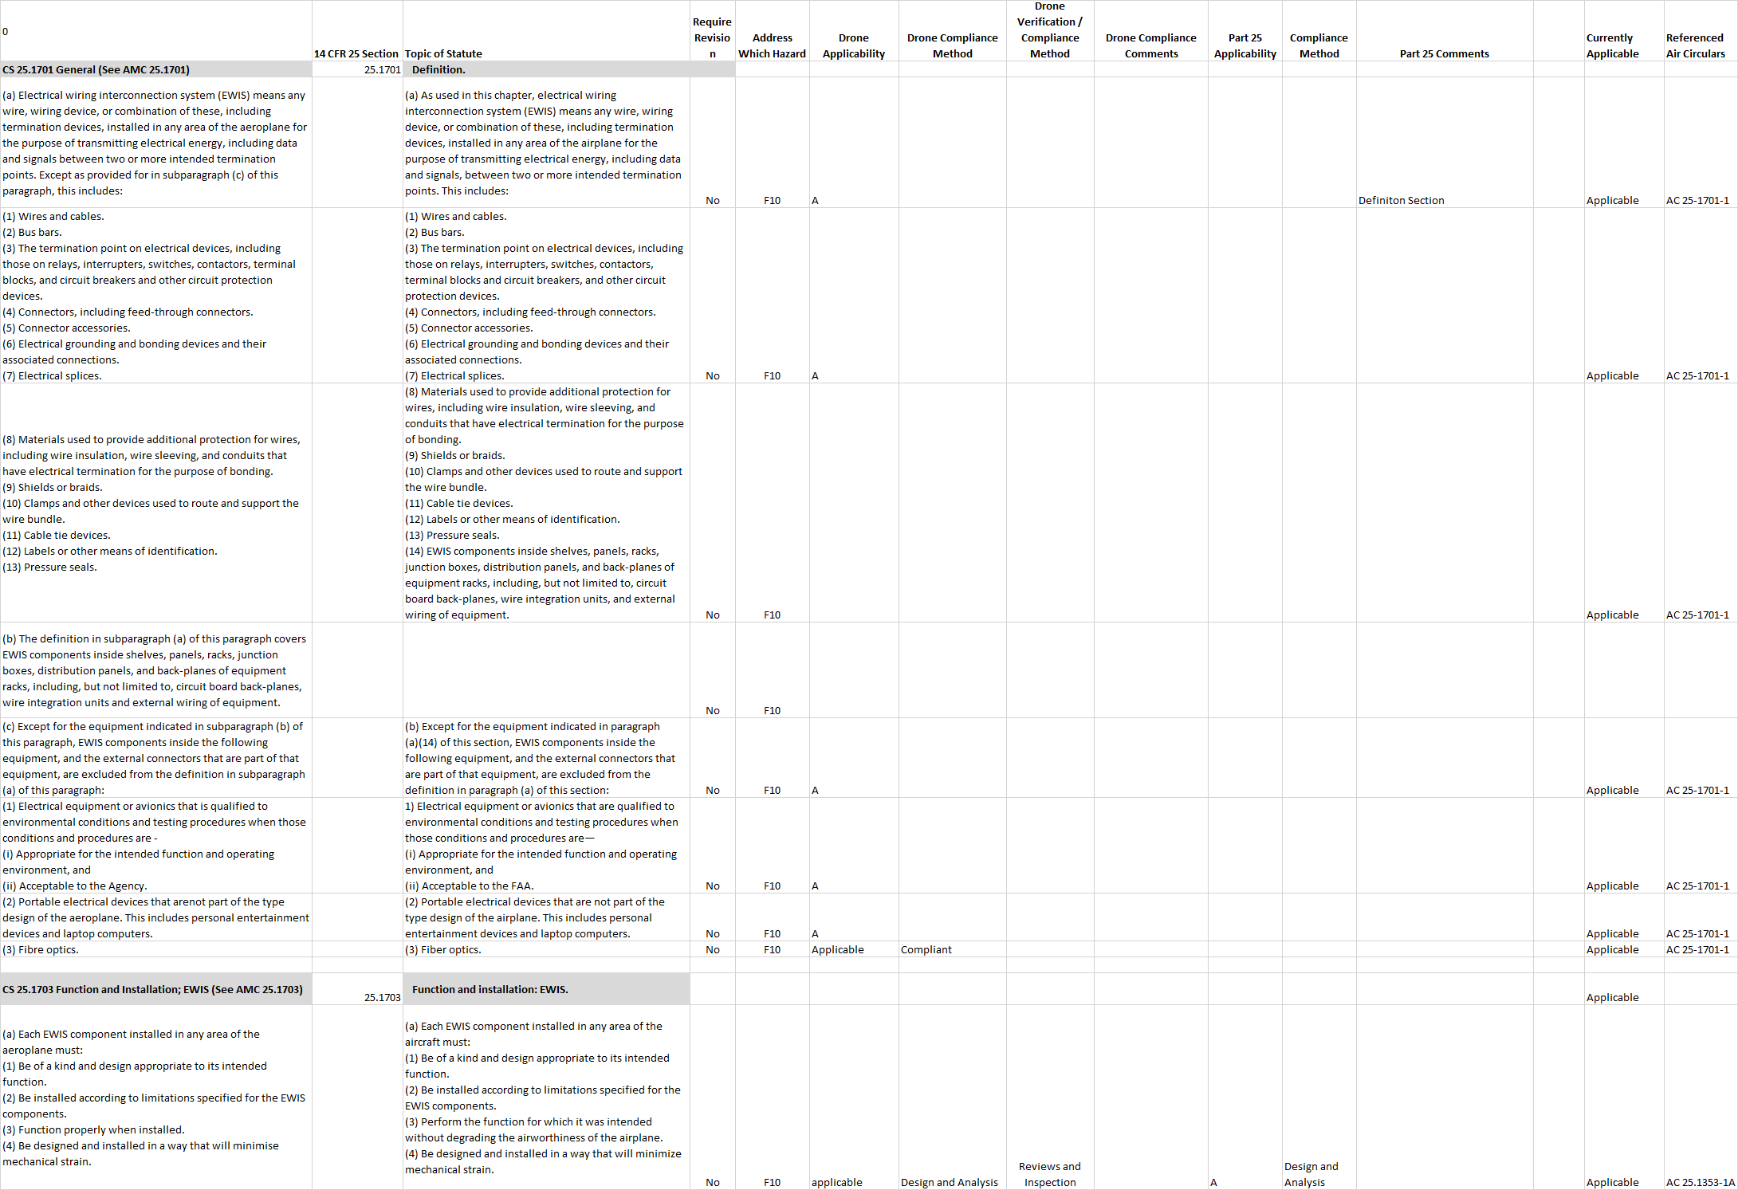 0
14 CFR 25 Section
Topic of Statute
Require
Revisio
n
Address
Which Hazard
Drone
Applicability
Drone Compliance
Method
Drone
Verification /
Compliance
Method
Drone Compliance
Comments
Part 25
Applicability
Compliance
Method
Part 25 Comments
Currently
Applicable
Referenced
Air Circulars
CS 25.1701 General (See AMC 25.1701)
25.1701
Definition.
(a) Electrical wiring interconnection system (EWIS) means any
wire, wiring device, or combination of these, including
termination devices, installed in any area of the aeroplane for
the purpose of transmitting electrical energy, including data
and signals between two or more intended termination
points. Except as provided for in subparagraph (c) of this
paragraph, this includes:
(a) As used in this chapter, electrical wiring
interconnection system (EWIS) means any wire, wiring
device, or combination of these, including termination
devices, installed in any area of the airplane for the
purpose of transmitting electrical energy, including data
and signals, between two or more intended termination
points. This includes:
No
F10
A
Definiton Section
Applicable
AC 25-1701-1
(1) Wires and cables.
(2) Bus bars.
(3) The termination point on electrical devices, including
those on relays, interrupters, switches, contactors, terminal
blocks, and circuit breakers and other circuit protection
devices.
(4) Connectors, including feed-through connectors.
(5) Connector accessories.
(6) Electrical grounding and bonding devices and their
associated connections.
(7) Electrical splices.
(1) Wires and cables.
(2) Bus bars.
(3) The termination point on electrical devices, including
those on relays, interrupters, switches, contactors,
terminal blocks and circuit breakers, and other circuit
protection devices.
(4) Connectors, including feed-through connectors.
(5) Connector accessories.
(6) Electrical grounding and bonding devices and their
associated connections.
(7) Electrical splices.
No
F10
A
Applicable
AC 25-1701-1
(8) Materials used to provide additional protection for wires,
including wire insulation, wire sleeving, and conduits that
have electrical termination for the purpose of bonding.
(9) Shields or braids.
(10) Clamps and other devices used to route and support the
wire bundle.
(11) Cable tie devices.
(12) Labels or other means of identification.
(13) Pressure seals.
(8) Materials used to provide additional protection for
wires, including wire insulation, wire sleeving, and
conduits that have electrical termination for the purpose
of bonding.
(9) Shields or braids.
(10) Clamps and other devices used to route and support
the wire bundle.
(11) Cable tie devices.
(12) Labels or other means of identification.
(13) Pressure seals.
(14) EWIS components inside shelves, panels, racks,
junction boxes, distribution panels, and back-planes of
equipment racks, including, but not limited to, circuit
board back-planes, wire integration units, and external
wiring of equipment.
No
F10
Applicable
AC 25-1701-1
(b) The definition in subparagraph (a) of this paragraph covers
EWIS components inside shelves, panels, racks, junction
boxes, distribution panels, and back-planes of equipment
racks, including, but not limited to, circuit board back-planes,
wire integration units and external wiring of equipment.
No
F10
(c) Except for the equipment indicated in subparagraph (b) of
this paragraph, EWIS components inside the following
equipment, and the external connectors that are part of that
equipment, are excluded from the definition in subparagraph
(a) of this paragraph:
(b) Except for the equipment indicated in paragraph
(a)(14) of this section, EWIS components inside the
following equipment, and the external connectors that
are part of that equipment, are excluded from the
definition in paragraph (a) of this section:
No
F10
A
Applicable
AC 25-1701-1
(1) Electrical equipment or avionics that is qualified to
environmental conditions and testing procedures when those
conditions and procedures are -
(i) Appropriate for the intended function and operating
environment, and
(ii) Acceptable to the Agency.
1) Electrical equipment or avionics that are qualified to
environmental conditions and testing procedures when
those conditions and procedures are—
(i) Appropriate for the intended function and operating
environment, and
(ii) Acceptable to the FAA.
No
F10
A
Applicable
AC 25-1701-1
(2) Portable electrical devices that arenot part of the type
design of the aeroplane. This includes personal entertainment
devices and laptop computers.
(2) Portable electrical devices that are not part of the
type design of the airplane. This includes personal
entertainment devices and laptop computers.
No
F10
A
Applicable
AC 25-1701-1
(3) Fibre optics.
(3) Fiber optics.
No
F10
Applicable
Compliant
Applicable
AC 25-1701-1
CS 25.1703 Function and Installation; EWIS (See AMC 25.1703)
25.1703
Function and installation: EWIS.
Applicable
(a) Each EWIS component installed in any area of the
aeroplane must:
(1) Be of a kind and design appropriate to its intended
function.
(2) Be installed according to limitations specified for the EWIS
components.
(3) Function properly when installed.
(4) Be designed and installed in a way that will minimise
mechanical strain.
(a) Each EWIS component installed in any area of the
aircraft must:
(1) Be of a kind and design appropriate to its intended
function.
(2) Be installed according to limitations specified for the
EWIS components.
(3) Perform the function for which it was intended
without degrading the airworthiness of the airplane.
(4) Be designed and installed in a way that will minimize
mechanical strain.
No
F10
applicable
Design and Analysis
Reviews and
Inspection
A
Design and
Analysis
Applicable
AC 25.1353-1A